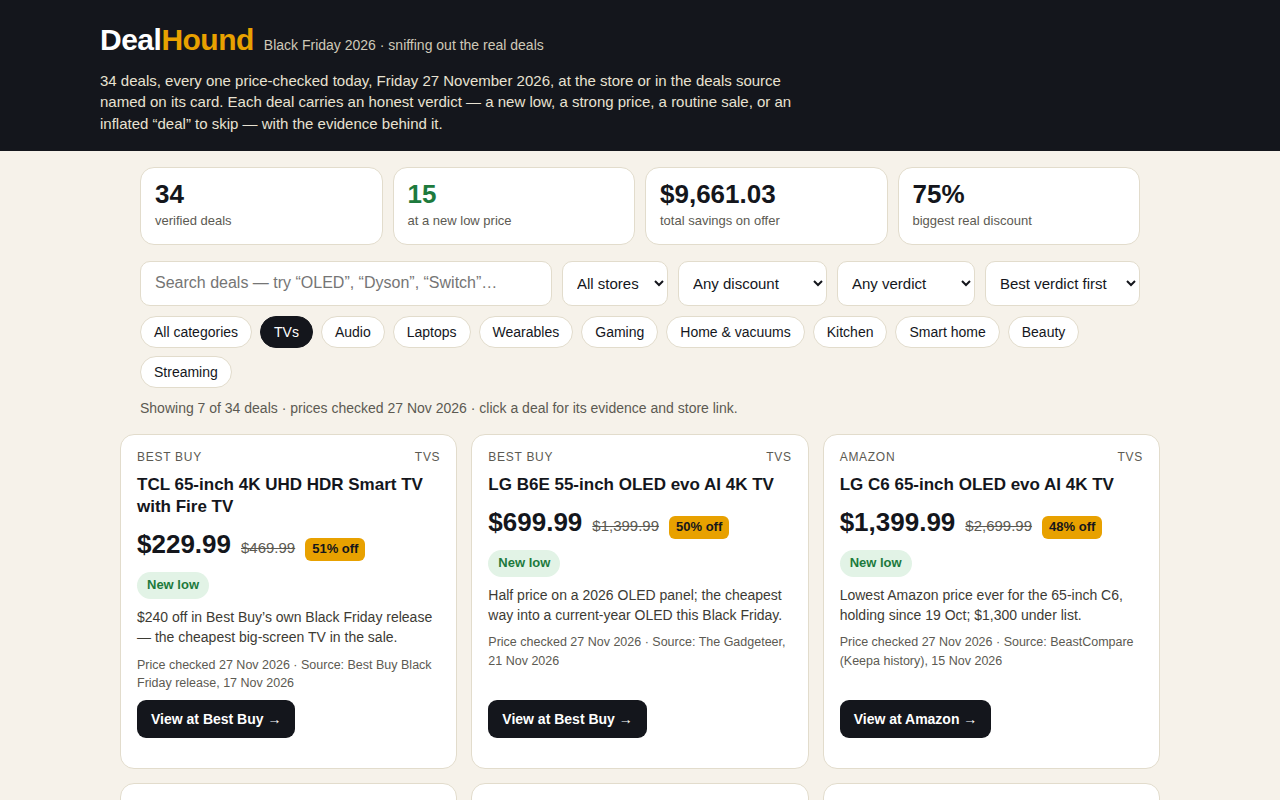 DealHound Black Friday 2026 · sniffing out the real deals
34 deals, every one price-checked today, Friday 27 November 2026, at the store or in the deals source
named on its card. Each deal carries an honest verdict — a new low, a strong price, a routine sale, or an
inflated “deal” to skip — with the evidence behind it.
34
verified deals
15
at a new low price
$9,661.03
total savings on offer
75%
biggest real discount
Search deals — try “OLED”, “Dyson”, “Switch”…
All stores
Any discount
Any verdict
Best verdict first
All categories
TVs
Audio
Laptops
Wearables
Gaming
Home & vacuums
Kitchen
Smart home
Beauty
Streaming
Showing 7 of 34 deals · prices checked 27 Nov 2026 · click a deal for its evidence and store link.
BEST BUY TVS
TCL 65-inch 4K UHD HDR Smart TV
with Fire TV
$229.99 $469.99 51% off
New low
$240 off in Best Buy’s own Black Friday release
— the cheapest big-screen TV in the sale.
Price checked 27 Nov 2026 · Source: Best Buy Black
Friday release, 17 Nov 2026
View at Best Buy →
BEST BUY TVS
LG B6E 55-inch OLED evo AI 4K TV
$699.99 $1,399.99 50% off
New low
Half price on a 2026 OLED panel; the cheapest
way into a current-year OLED this Black Friday.
Price checked 27 Nov 2026 · Source: The Gadgeteer,
21 Nov 2026
View at Best Buy →
AMAZON TVS
LG C6 65-inch OLED evo AI 4K TV
$1,399.99 $2,699.99 48% off
New low
Lowest Amazon price ever for the 65-inch C6,
holding since 19 Oct; $1,300 under list.
Price checked 27 Nov 2026 · Source: BeastCompare
(Keepa history), 15 Nov 2026
View at Amazon →